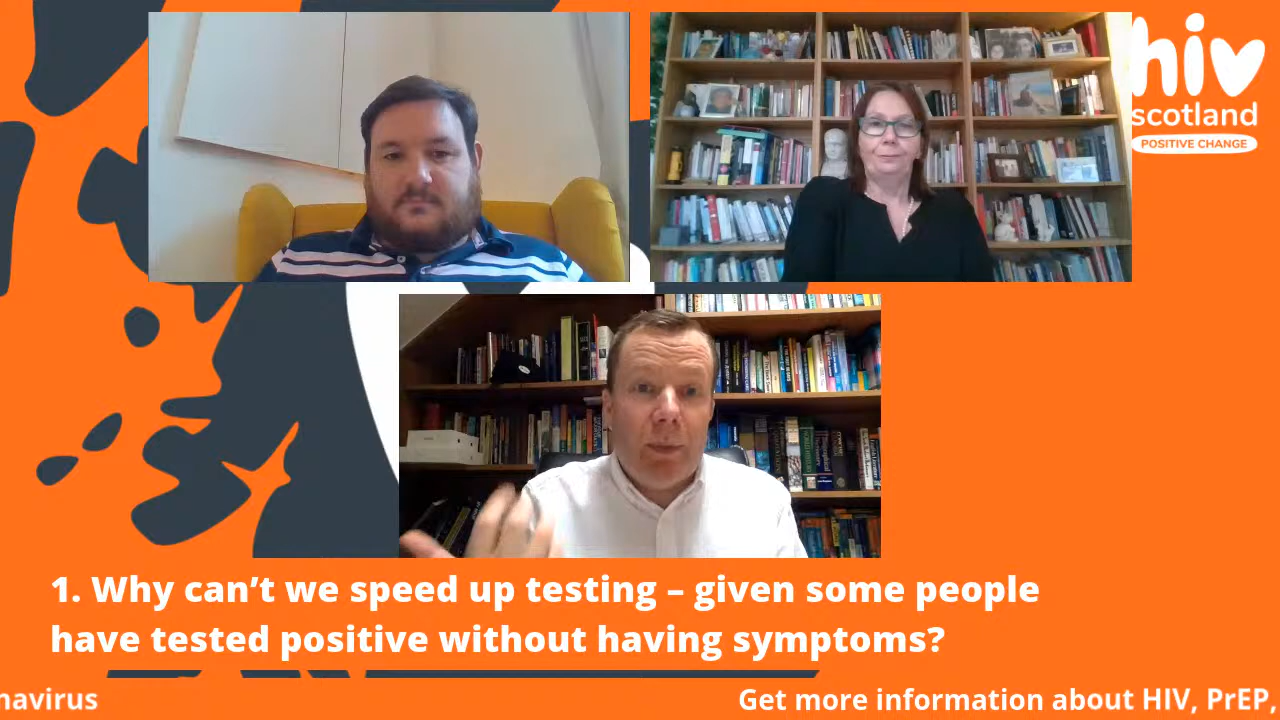 hiv
scotland
POSITIVE CHANGE
1. Why can’t we speed up testing – given some people
have tested positive without having symptoms?
navirus
Get more information about HIV, PrEP,